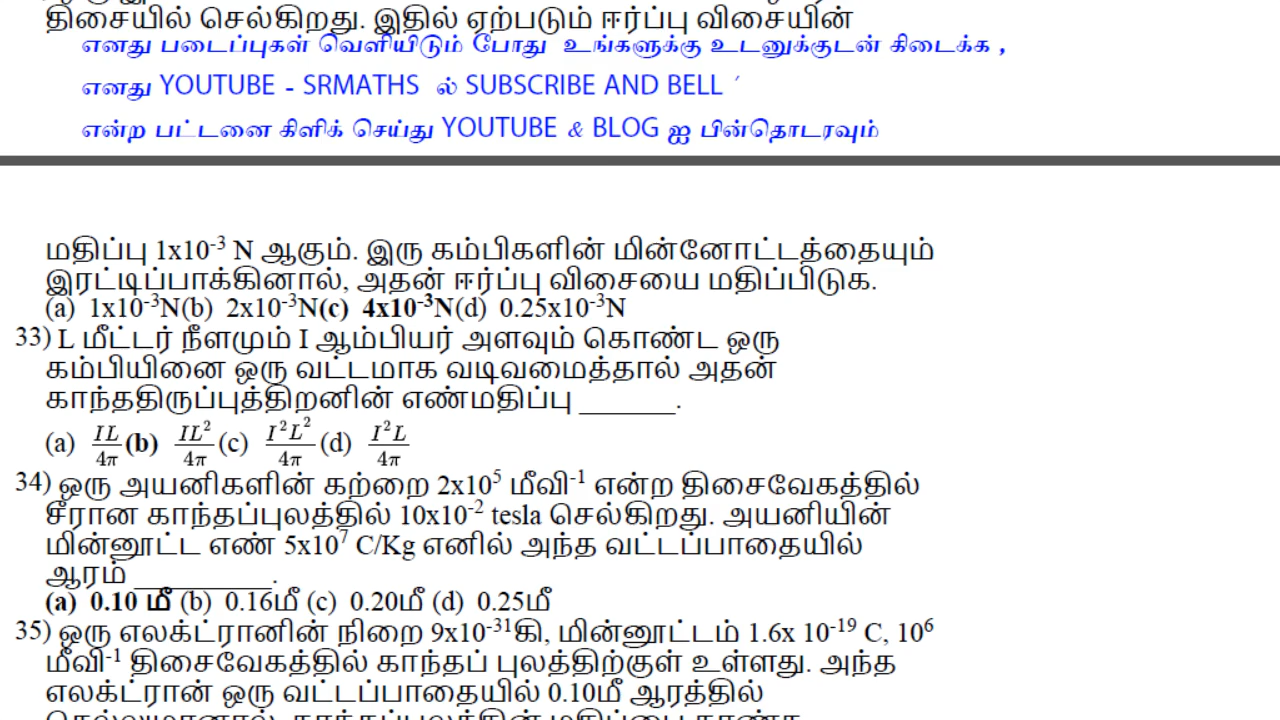 திசையில் செல்கிறது. இதில் ஏற்படும் ஈர்ப்பு விசையின்
எனது படைப்புகள் வெளியிடும் போது உங்களுக்கு உடனுக்குடன் கிடைக்க ,
எனது YOUTUBE - SRMATHS ல் SUBSCRIBE AND BELL ′
என்ற பட்டனை கிளிக் செய்து YOUTUBE & BLOG ஐ பின்தொடரவும்
மதிப்பு 1x10⁻³ N ஆகும். இரு கம்பிகளின் மின்னோட்டத்தையும்
இரட்டிப்பாக்கினால், அதன் ஈர்ப்பு விசையை மதிப்பிடுக.
(a) 1x10⁻³N(b) 2x10⁻³N(c) 4x10⁻³N(d) 0.25x10⁻³N
33) L மீட்டர் நீளமும் I ஆம்பியர் அளவும் கொண்ட ஒரு
கம்பியினை ஒரு வட்டமாக வடிவமைத்தால் அதன்
காந்ததிருப்புத்திறனின் எண்மதிப்பு _______.
(a) IL/4π (b) IL²/4π (c) I²L²/4π (d) I²L/4π
34) ஒரு அயனிகளின் கற்றை 2x10⁵ மீவி⁻¹ என்ற திசைவேகத்தில்
சீரான காந்தப்புலத்தில் 10x10⁻² tesla செல்கிறது. அயனியின்
மின்னூட்ட எண் 5x10⁷ C/Kg எனில் அந்த வட்டப்பாதையில்
ஆரம் __________.
(a) 0.10 மீ (b) 0.16மீ (c) 0.20மீ (d) 0.25மீ
35) ஒரு எலக்ட்ரானின் நிறை 9x10⁻³¹கி, மின்னூட்டம் 1.6x 10⁻¹⁹ C, 10⁶
மீவி⁻¹ திசைவேகத்தில் காந்தப் புலத்திற்குள் உள்ளது. அந்த
எலக்ட்ரான் ஒரு வட்டப்பாதையில் 0.10மீ ஆரத்தில்